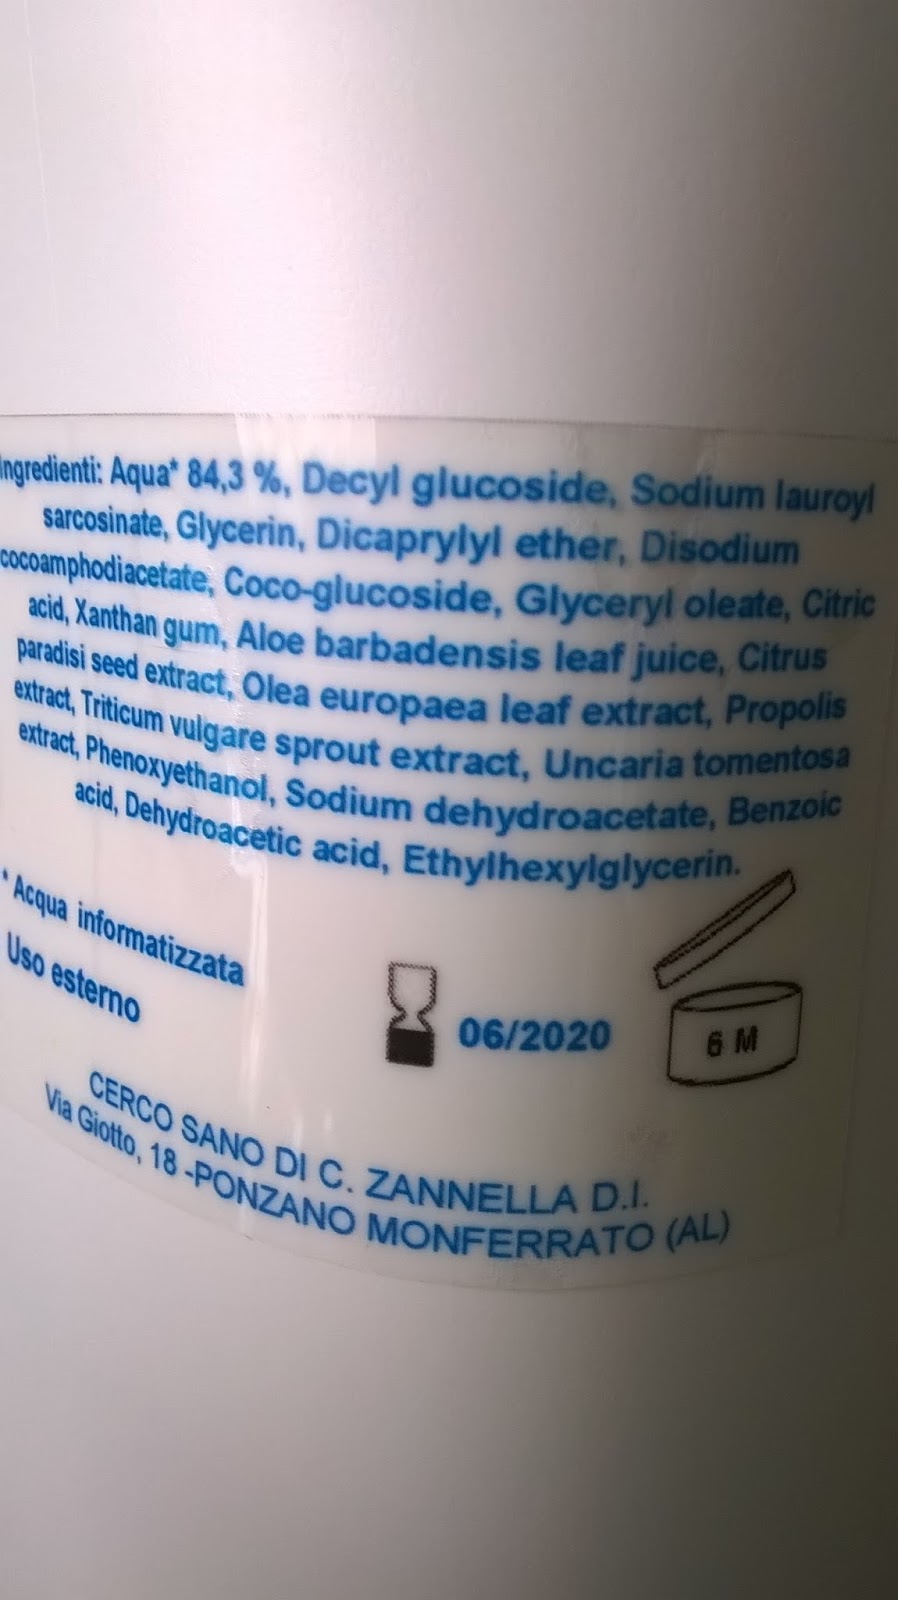 Ingredienti: Aqua* 84,3 %, Decyl glucoside, Sodium lauroyl
sarcosinate, Glycerin, Dicaprylyl ether, Disodium
cocoamphodiacetate, Coco-glucoside, Glyceryl oleate, Citric
acid, Xanthan gum, Aloe barbadensis leaf juice, Citrus
paradisi seed extract, Olea europaea leaf extract, Propolis
extract, Triticum vulgare sprout extract, Uncaria tomentosa
extract, Phenoxyethanol, Sodium dehydroacetate, Benzoic
acid, Dehydroacetic acid, Ethylhexylglycerin.
* Acqua informatizzata
Uso esterno
06/2020
6 M
CERCO SANO DI C. ZANNELLA D.I.
Via Giotto, 18 -PONZANO MONFERRATO (AL)